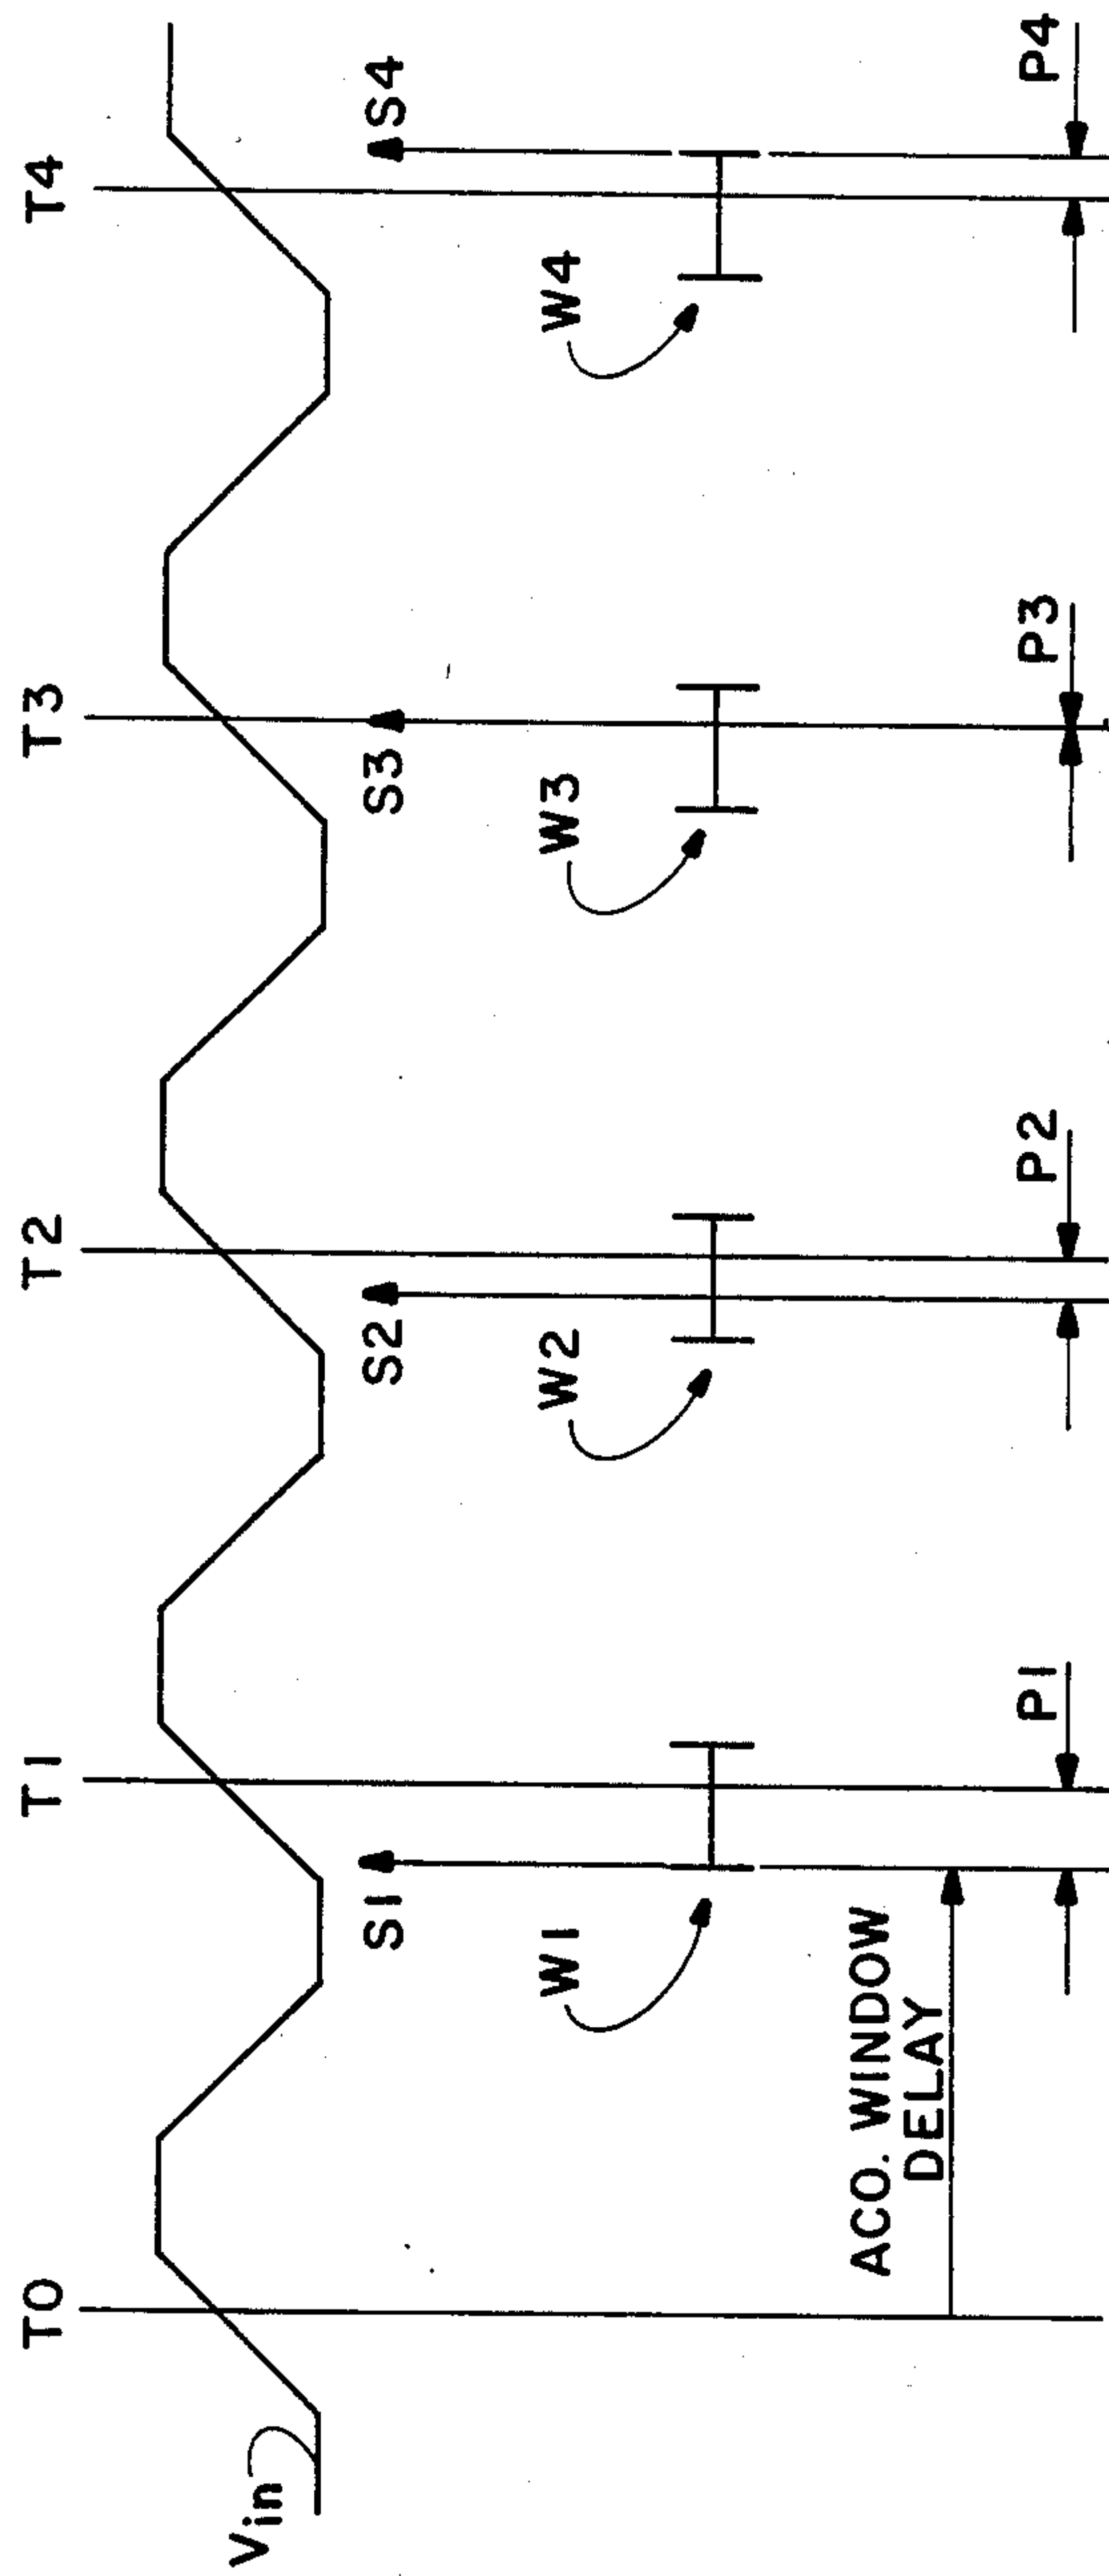 T0
T1
T2
T3
T4
Vin
S1
S2
S3
S4
W1
W2
W3
W4
ACO. WINDOW
DELAY
P1
P2
P3
P4